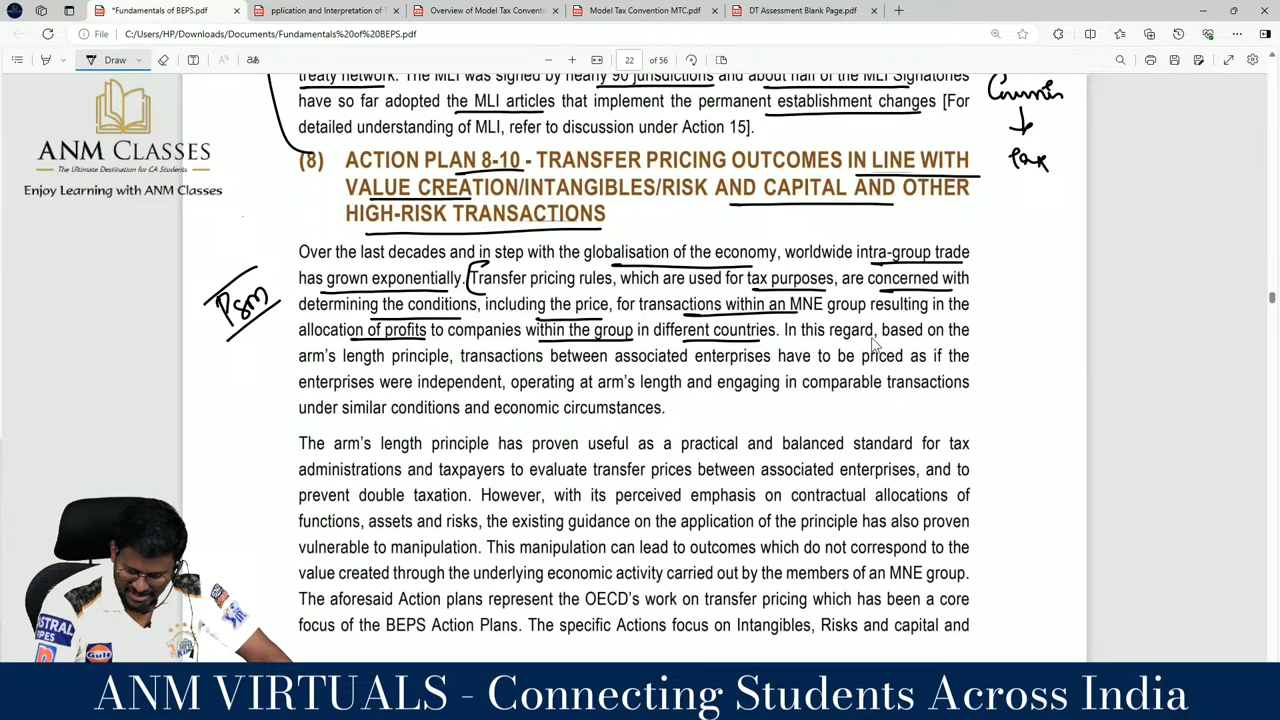 *Fundamentals of BEPS.pdf
pplication and Interpretation of T
Overview of Model Tax Conventi
Model Tax Convention MTC.pdf
DT Assessment Blank Page.pdf
File
C:/Users/HP/Downloads/Documents/Fundamentals%20of%20BEPS.pdf
Draw
22
of 56
treaty network. The MLI was signed by nearly 90 jurisdictions and about half of the MLI Signatories
have so far adopted the MLI articles that implement the permanent establishment changes [For
detailed understanding of MLI, refer to discussion under Action 15].
(8) ACTION PLAN 8-10 - TRANSFER PRICING OUTCOMES IN LINE WITH
VALUE CREATION/INTANGIBLES/RISK AND CAPITAL AND OTHER
HIGH-RISK TRANSACTIONS
Over the last decades and in step with the globalisation of the economy, worldwide intra-group trade
has grown exponentially. Transfer pricing rules, which are used for tax purposes, are concerned with
determining the conditions, including the price, for transactions within an MNE group resulting in the
allocation of profits to companies within the group in different countries. In this regard, based on the
arm's length principle, transactions between associated enterprises have to be priced as if the
enterprises were independent, operating at arm's length and engaging in comparable transactions
under similar conditions and economic circumstances.
The arm's length principle has proven useful as a practical and balanced standard for tax
administrations and taxpayers to evaluate transfer prices between associated enterprises, and to
prevent double taxation. However, with its perceived emphasis on contractual allocations of
functions, assets and risks, the existing guidance on the application of the principle has also proven
vulnerable to manipulation. This manipulation can lead to outcomes which do not correspond to the
value created through the underlying economic activity carried out by the members of an MNE group.
The aforesaid Action plans represent the OECD's work on transfer pricing which has been a core
focus of the BEPS Action Plans. The specific Actions focus on Intangibles, Risks and capital and
ANM CLASSES
The Ultimate Destination for CA Students
Enjoy Learning with ANM Classes
PSM
ASTRAL
PIPES
Gulf
ANM VIRTUALS - Connecting Students Across India